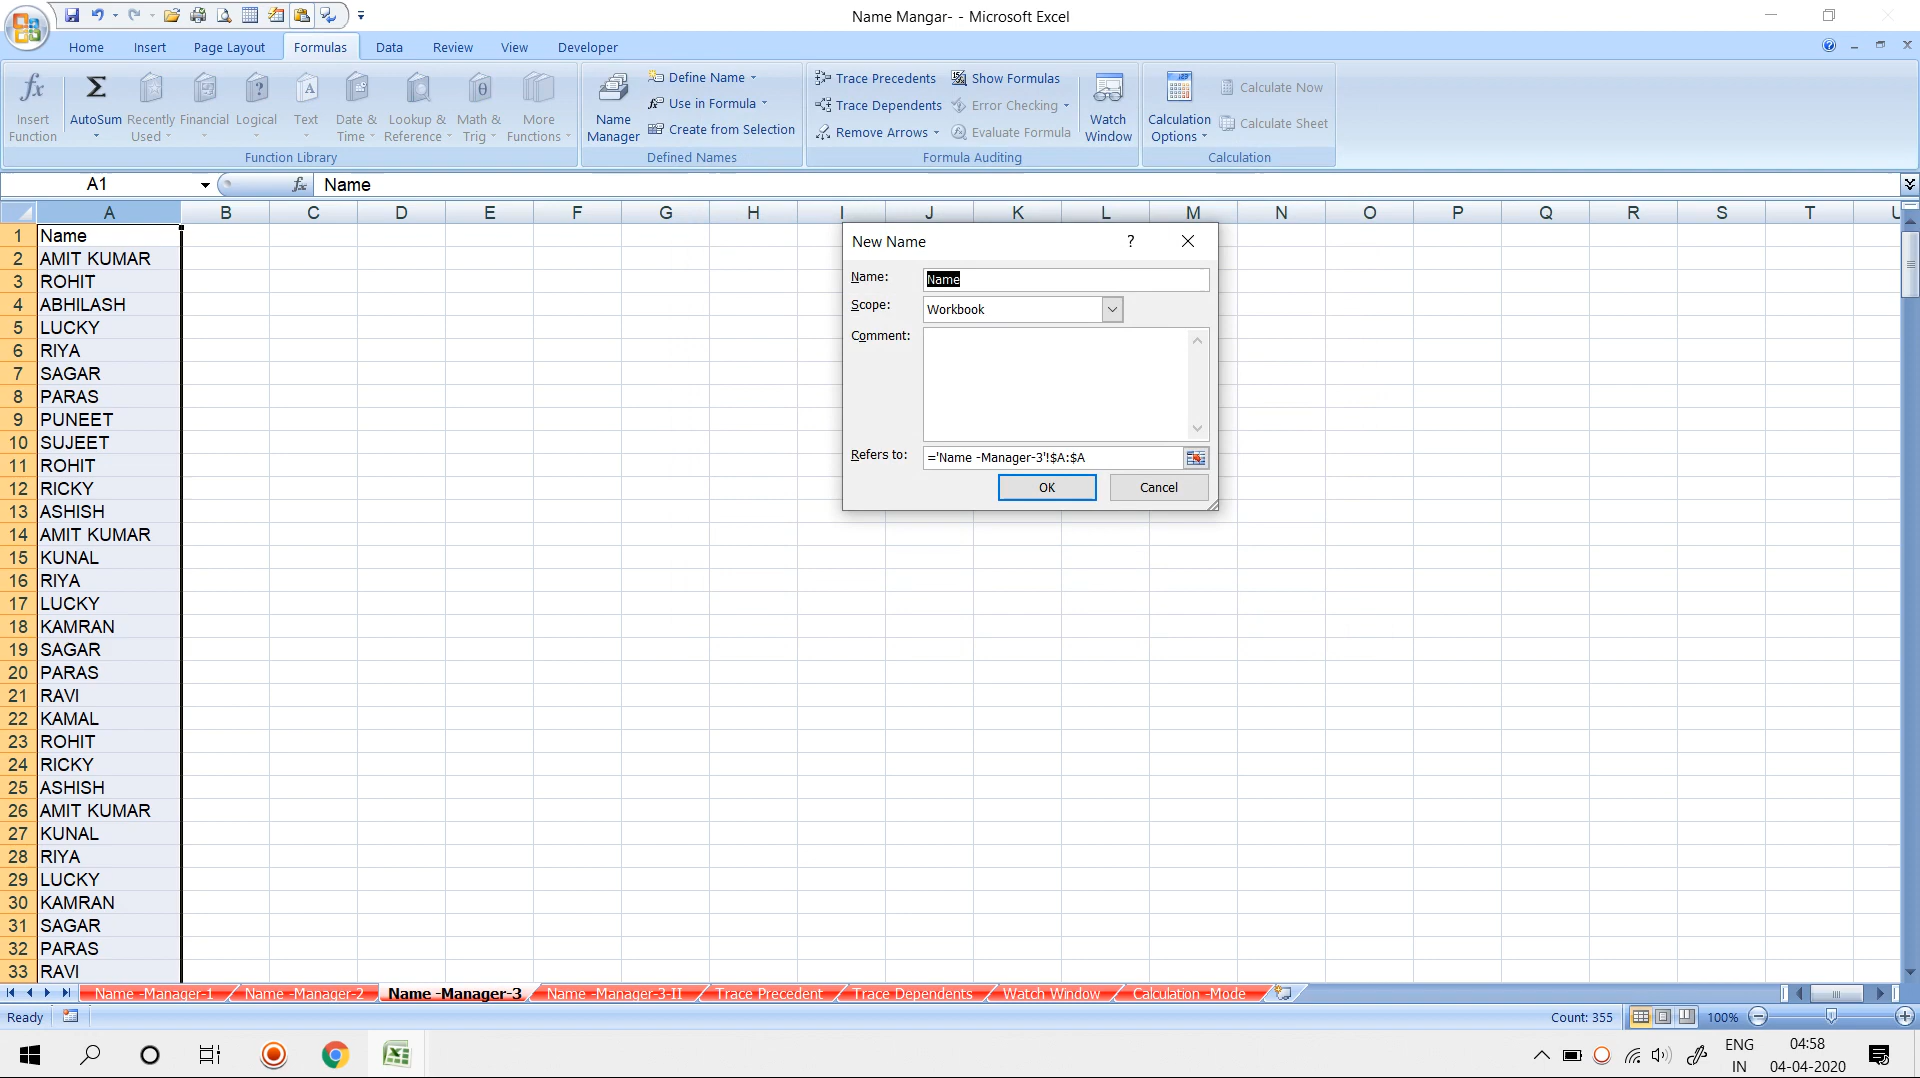 Name Mangar- - Microsoft Excel
Home Insert Page Layout Formulas Data Review View Developer
Insert Function
AutoSum
Recently Used
Financial
Logical
Text
Date & Time
Lookup & Reference
Math & Trig
More Functions
Function Library
Name Manager
Define Name
Use in Formula
Create from Selection
Defined Names
Trace Precedents
Trace Dependents
Remove Arrows
Show Formulas
Error Checking
Evaluate Formula
Formula Auditing
Watch Window
Calculation Options
Calculate Now
Calculate Sheet
Calculation
A1 fx Name
A B C D E F G H I J K L M N O P Q R S T U
1 Name
2 AMIT KUMAR
3 ROHIT
4 ABHILASH
5 LUCKY
6 RIYA
7 SAGAR
8 PARAS
9 PUNEET
10 SUJEET
11 ROHIT
12 RICKY
13 ASHISH
14 AMIT KUMAR
15 KUNAL
16 RIYA
17 LUCKY
18 KAMRAN
19 SAGAR
20 PARAS
21 RAVI
22 KAMAL
23 ROHIT
24 RICKY
25 ASHISH
26 AMIT KUMAR
27 KUNAL
28 RIYA
29 LUCKY
30 KAMRAN
31 SAGAR
32 PARAS
33 RAVI
New Name ?
Name: Name
Scope: Workbook
Comment:
Refers to: ='Name -Manager-3'!$A:$A
OK Cancel
Name -Manager-1 Name -Manager-2 Name -Manager-3 Name -Manager-3-II Trace Precedent Trace Dependents Watch Window Calculation -Mode
Ready Count: 355 100%
ENG 04:58
IN 04-04-2020